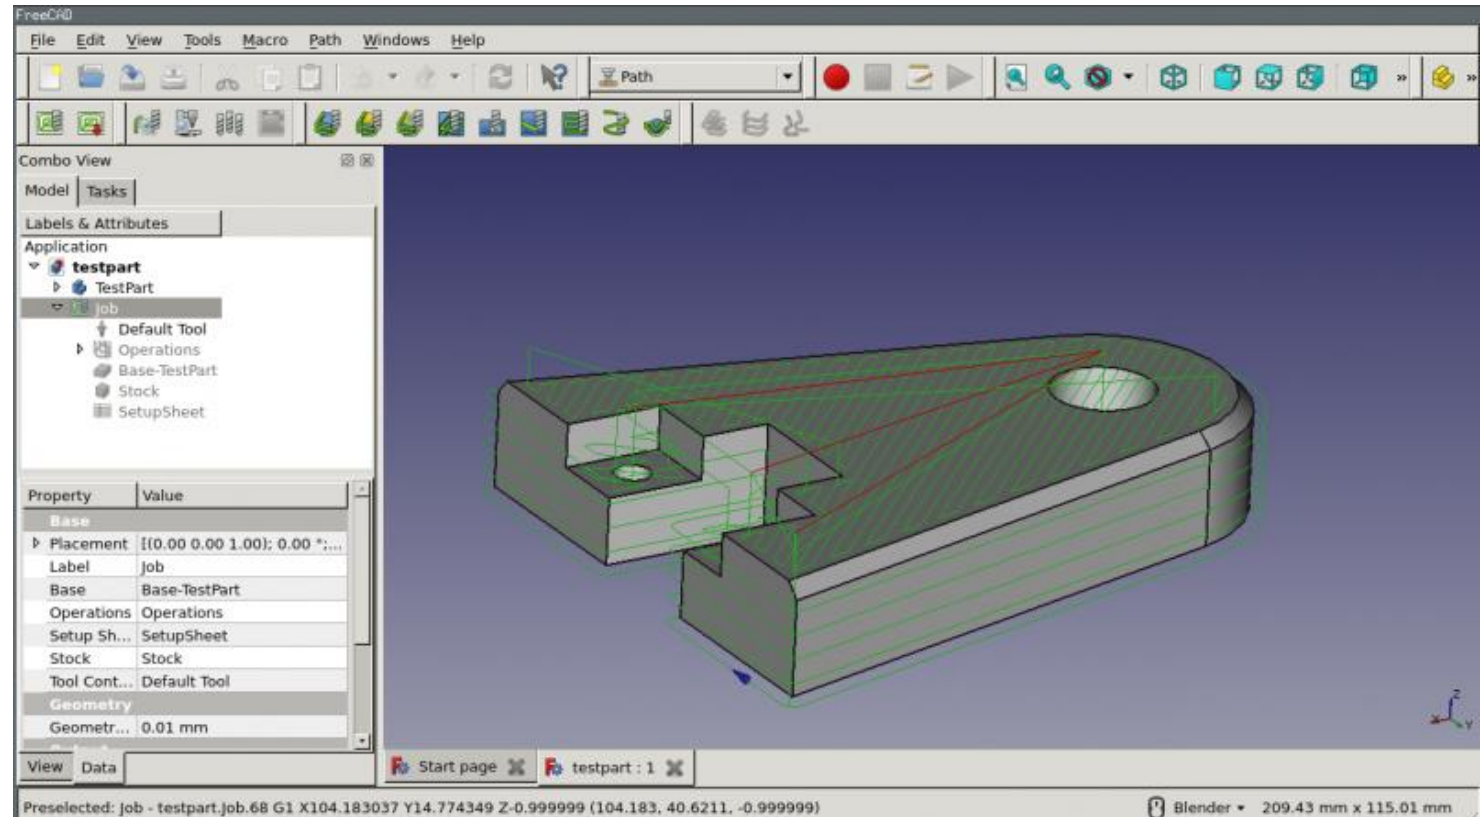 FreeCAD
File Edit View Tools Macro Path Windows Help
Path
Combo View
Model Tasks
Labels & Attributes
Application
testpart
TestPart
Job
Default Tool
Operations
Base-TestPart
Stock
SetupSheet
Property Value
Base
Placement [(0.00 0.00 1.00); 0.00 °;...
Label Job
Base Base-TestPart
Operations Operations
Setup Sh... SetupSheet
Stock Stock
Tool Cont... Default Tool
Geometry
Geometr... 0.01 mm
View Data
Start page testpart : 1
Z
X Y
Preselected: Job - testpart.Job.68 G1 X104.183037 Y14.774349 Z-0.999999 (104.183, 40.6211, -0.999999) Blender 209.43 mm x 115.01 mm